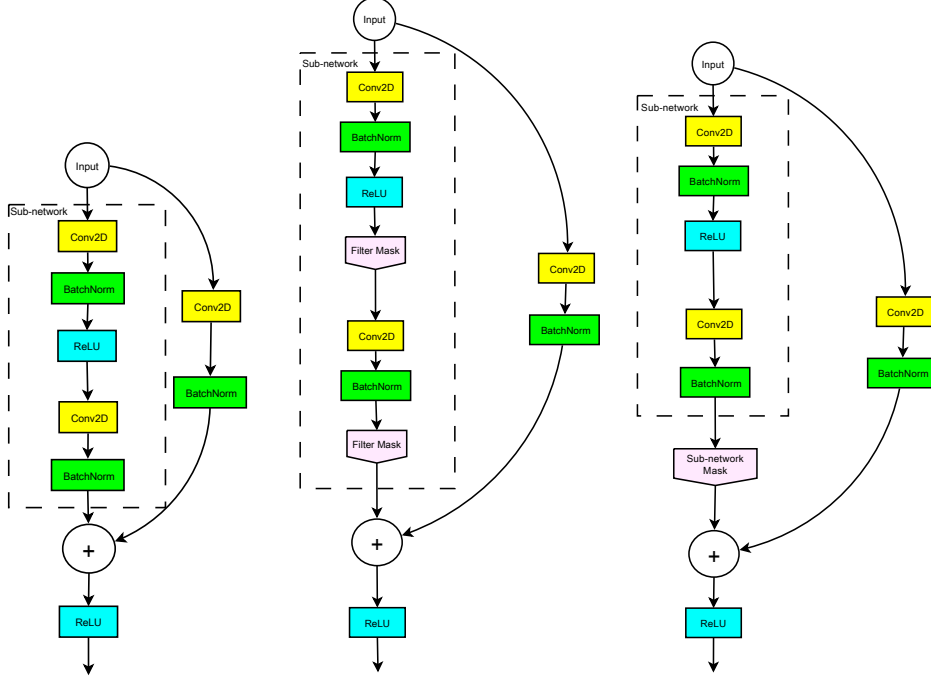 Input
Sub-network
Conv2D
BatchNorm
ReLU
Conv2D
BatchNorm
Conv2D
BatchNorm
+
ReLU
Input
Sub-network
Conv2D
BatchNorm
ReLU
Filter Mask
Conv2D
BatchNorm
Filter Mask
Conv2D
BatchNorm
+
ReLU
Input
Sub-network
Conv2D
BatchNorm
ReLU
Conv2D
BatchNorm
Sub-network
Mask
Conv2D
BatchNorm
+
ReLU